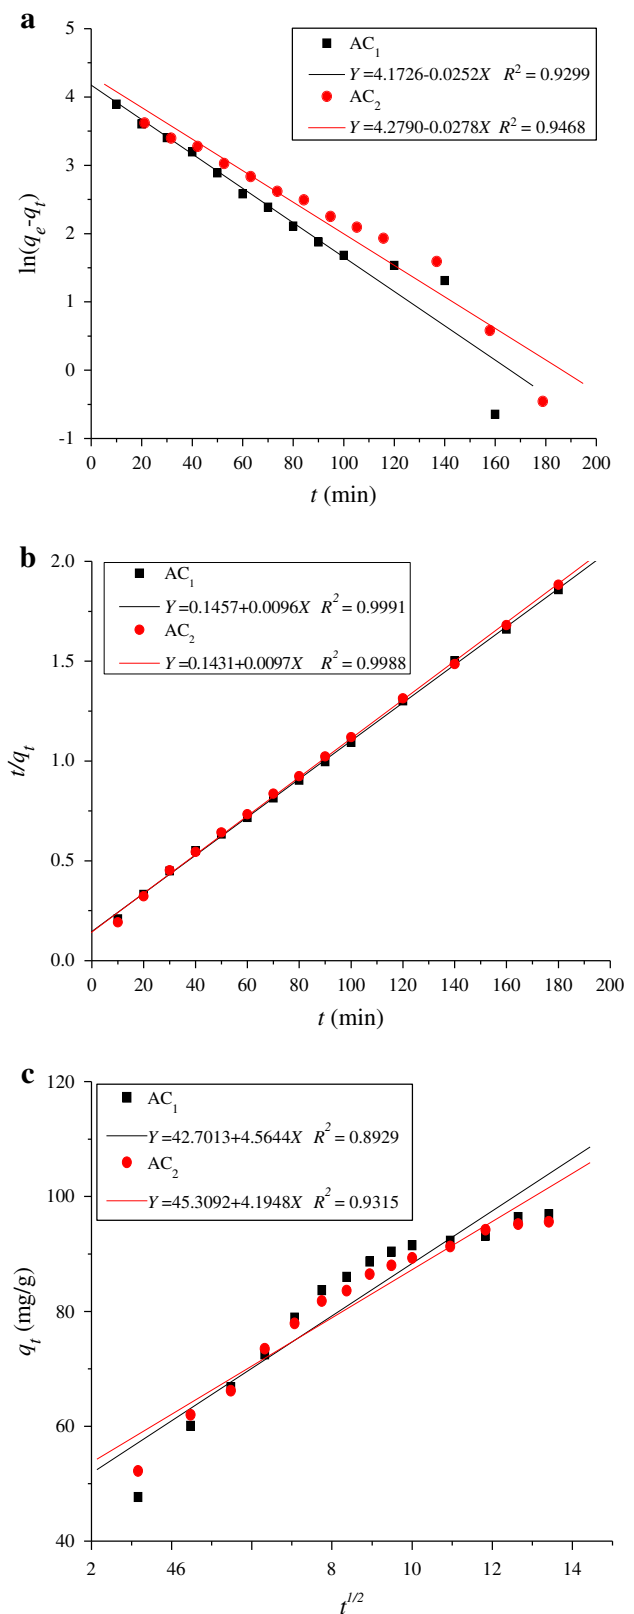 a
5
4
3
2
1
0
-1
ln(qe-qt)
AC1
Y=4.1726-0.0252X R2 = 0.9299
AC2
Y=4.2790-0.0278X R2 = 0.9468
0 20 40 60 80 100 120 140 160 180 200
t (min)
b
2.0
1.5
1.0
0.5
0.0
t/qt
AC1
Y=0.1457+0.0096X R2 = 0.9991
AC2
Y=0.1431+0.0097X R2 = 0.9988
0 20 40 60 80 100 120 140 160 180 200
t (min)
c
120
100
80
60
40
qt (mg/g)
AC1
Y=42.7013+4.5644X R2 = 0.8929
AC2
Y=45.3092+4.1948X R2 = 0.9315
2 46 8 10 12 14
t1/2